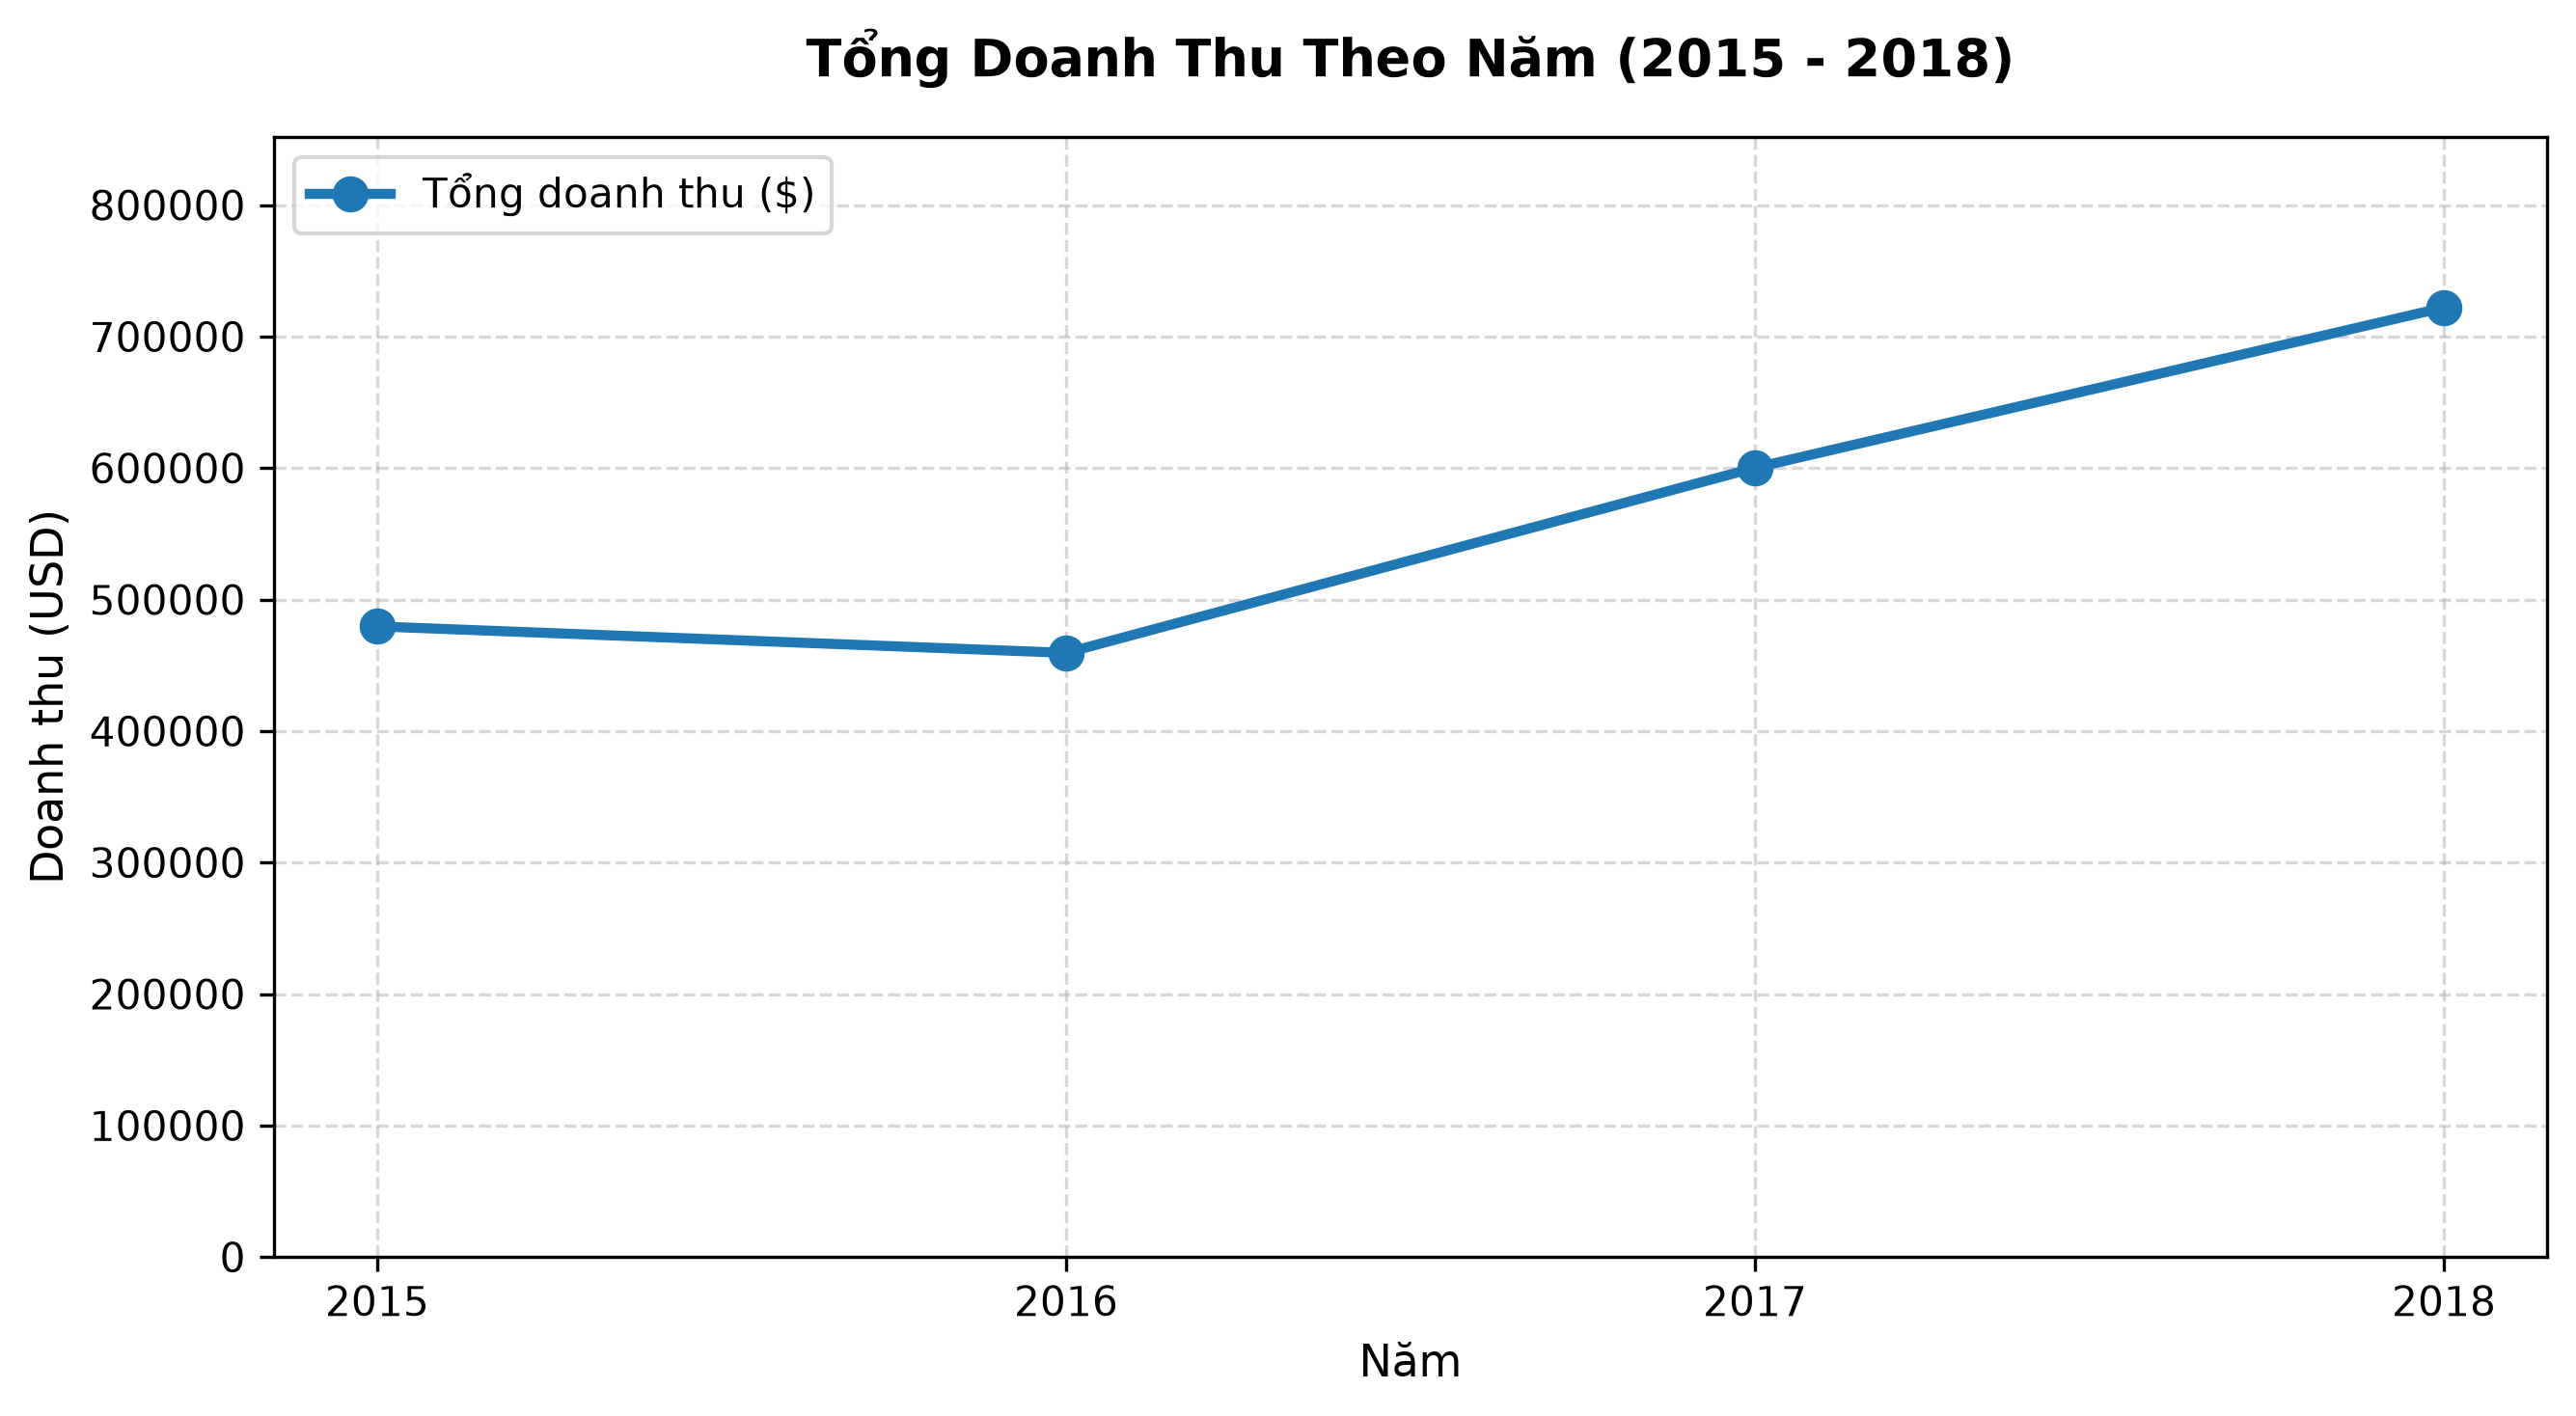 Tổng Doanh Thu Theo Năm (2015 - 2018)
Tổng doanh thu ($)
Doanh thu (USD)
800000
700000
600000
500000
400000
300000
200000
100000
0
2015 2016 2017 2018
Năm